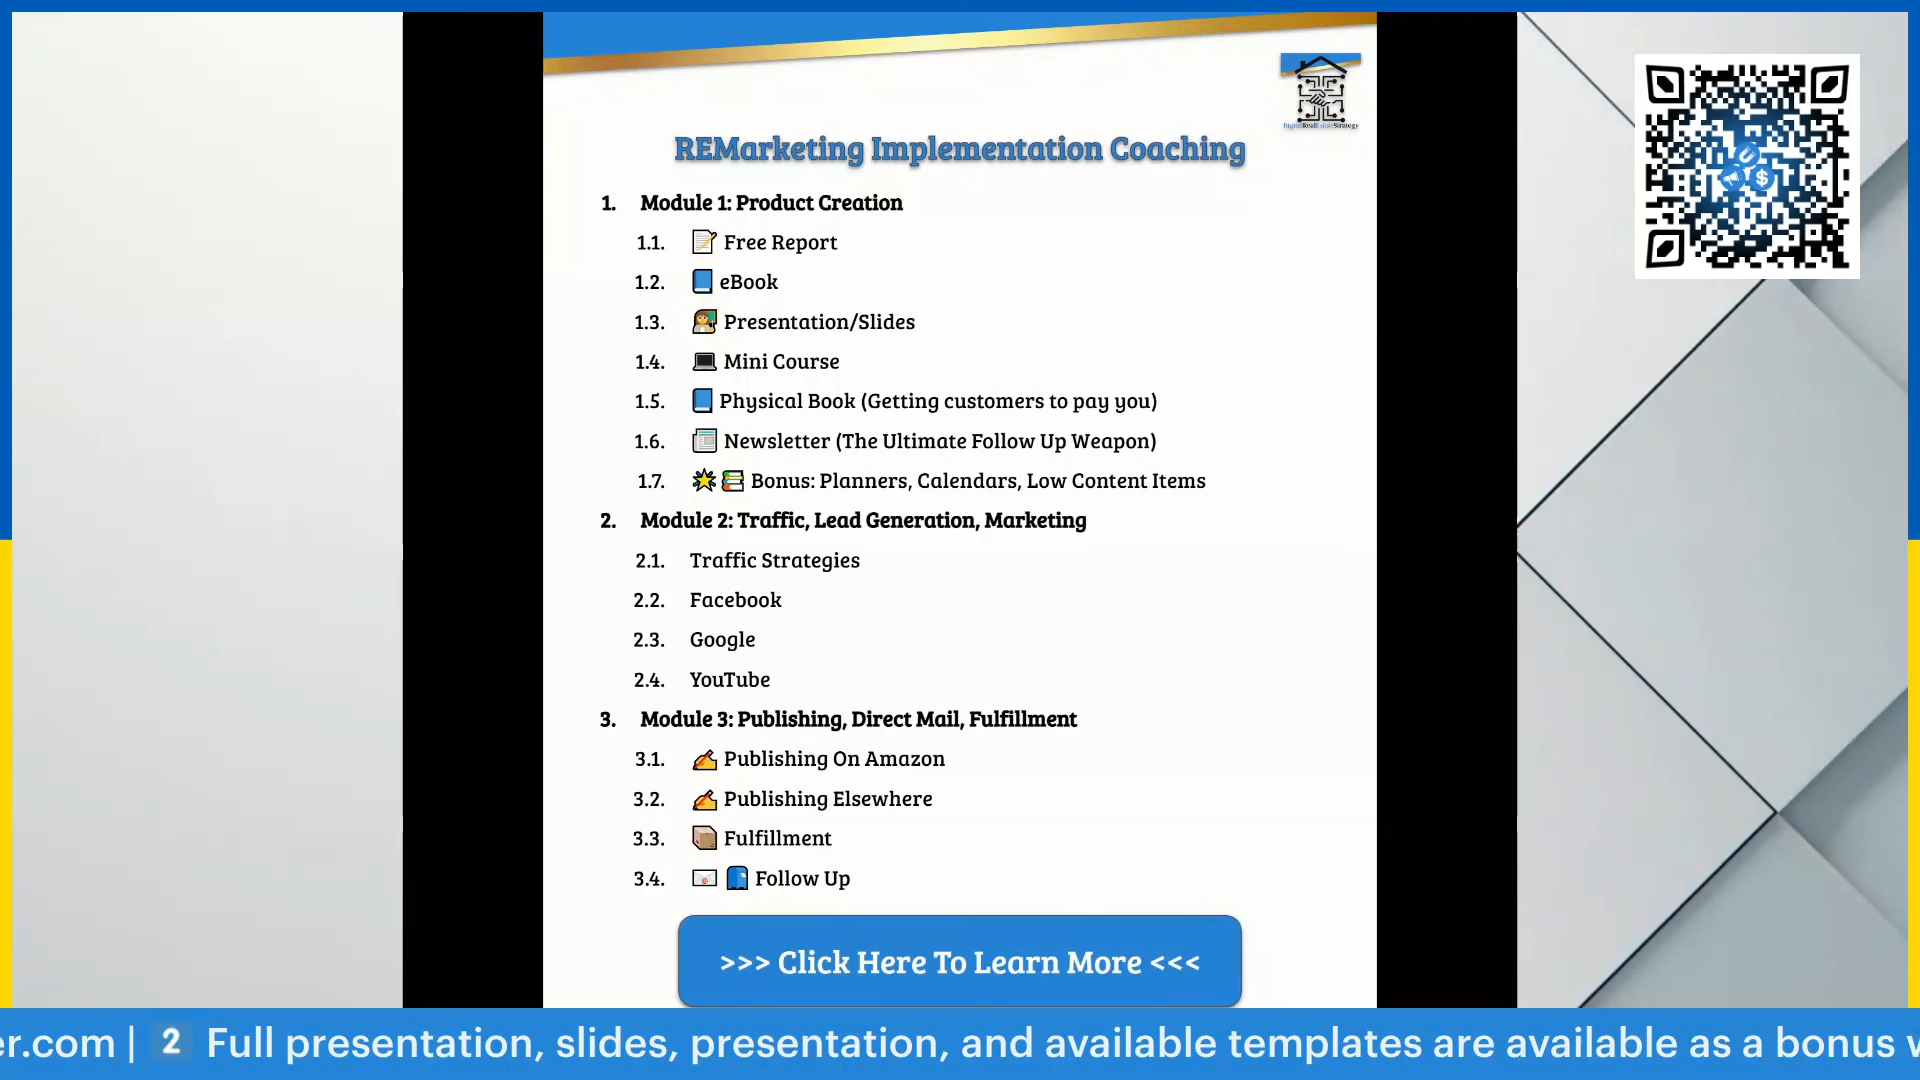 DigitalRealEstateStrategy
REMarketing Implementation Coaching
1. Module 1: Product Creation
1.1. 📝 Free Report
1.2. 📘 eBook
1.3. 👩‍🏫 Presentation/Slides
1.4. 💻 Mini Course
1.5. 📘 Physical Book (Getting customers to pay you)
1.6. 📰 Newsletter (The Ultimate Follow Up Weapon)
1.7. 🌟📚 Bonus: Planners, Calendars, Low Content Items
2. Module 2: Traffic, Lead Generation, Marketing
2.1. Traffic Strategies
2.2. Facebook
2.3. Google
2.4. YouTube
3. Module 3: Publishing, Direct Mail, Fulfillment
3.1. ✍ Publishing On Amazon
3.2. ✍ Publishing Elsewhere
3.3. 📦 Fulfillment
3.4. 📧 📘 Follow Up
>>> Click Here To Learn More <<<
er.com | 2 Full presentation, slides, presentation, and available templates are available as a bonus